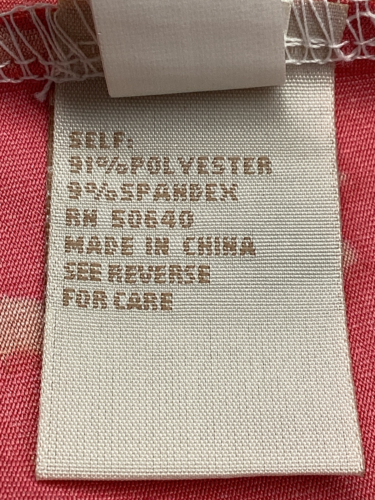 SELF:
91%POLYESTER
9%SPANDEX
RN 50640
MADE IN CHINA
SEE REVERSE
FOR CARE